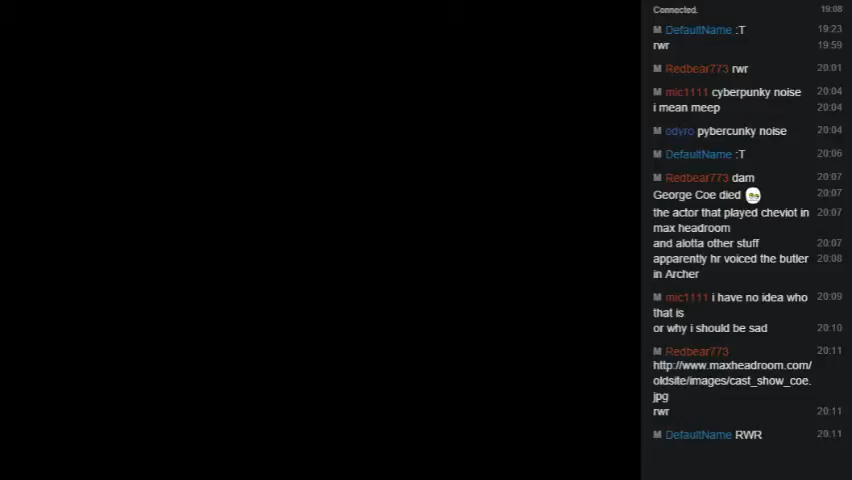 Connected. 19:08
M DefaultName :T 19:23
rwr 19:59
M Redbear773 rwr 20:01
M mic1111 cyberpunky noise 20:04
i mean meep 20:04
M odyro pybercunky noise 20:04
M DefaultName :T 20:06
M Redbear773 dam 20:07
George Coe died 20:07
the actor that played cheviot in 20:07
max headroom
and alotta other stuff 20:07
apparently hr voiced the butler 20:08
in Archer
M mic1111 i have no idea who 20:09
that is
or why i should be sad 20:10
M Redbear773 20:11
http://www.maxheadroom.com/
oldsite/images/cast_show_coe.
jpg
rwr 20:11
M DefaultName RWR 20:11